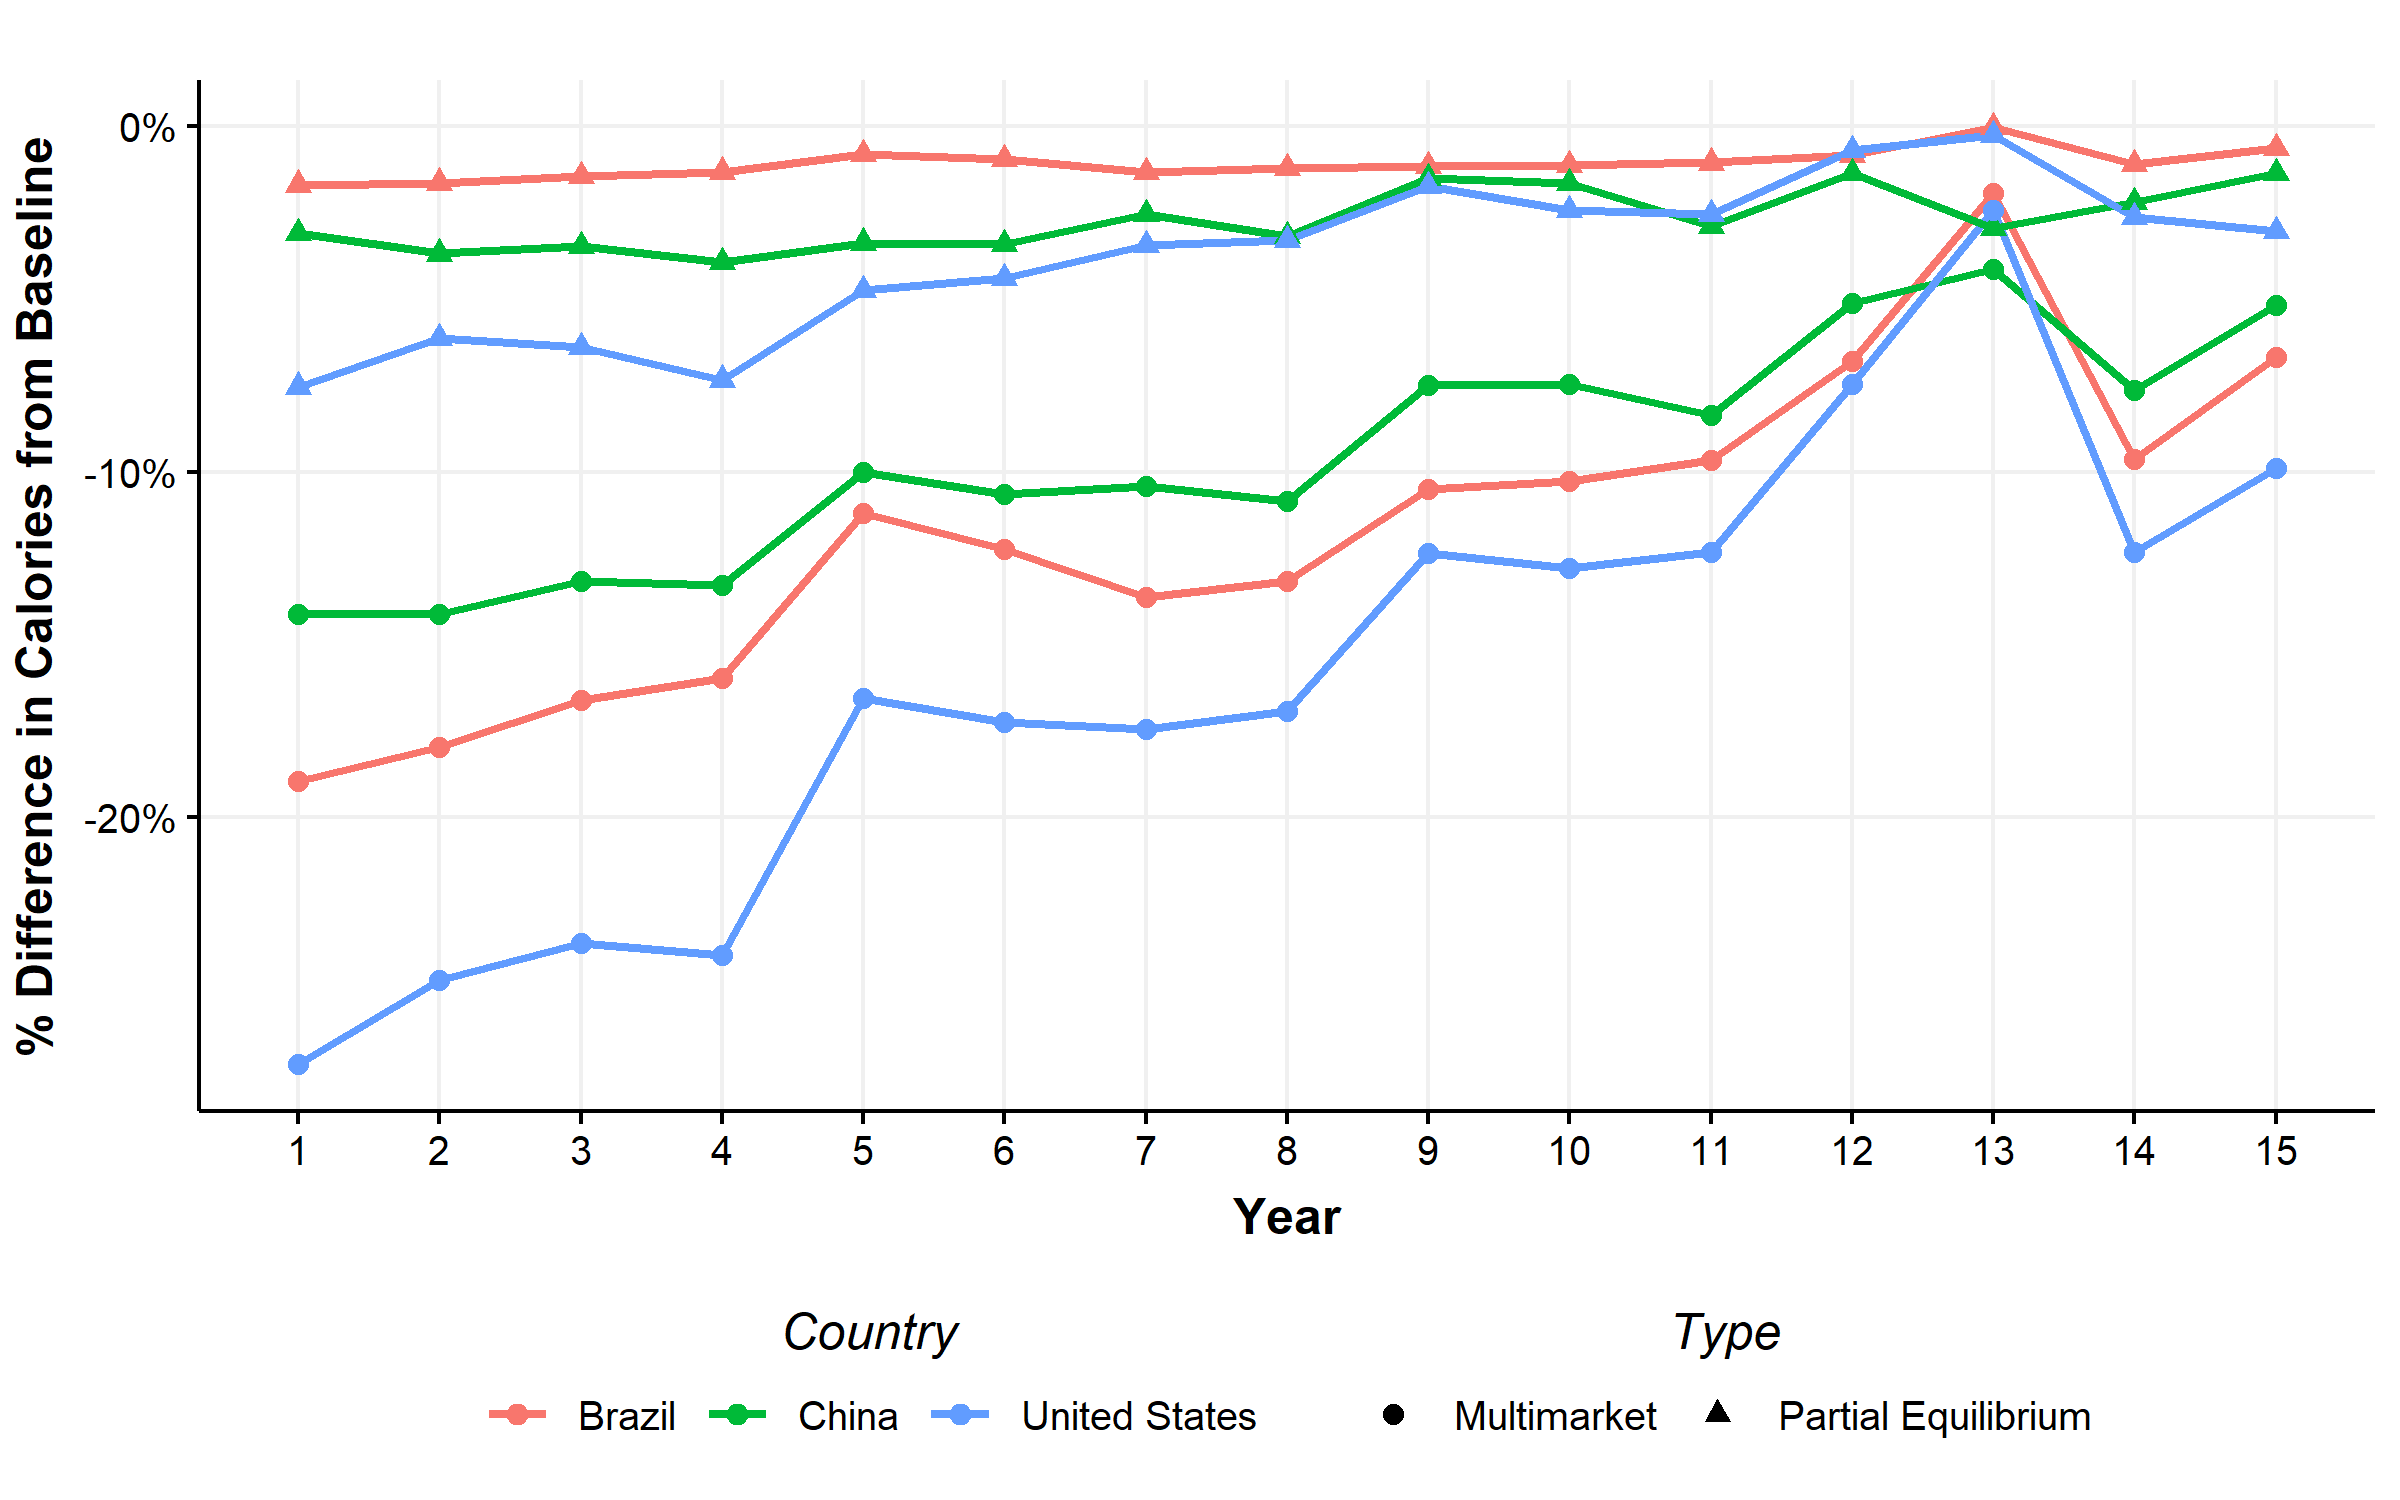 % Difference in Calories from Baseline
0%
-10%
-20%
1 2 3 4 5 6 7 8 9 10 11 12 13 14 15
Year
Country Type
Brazil China United States Multimarket Partial Equilibrium